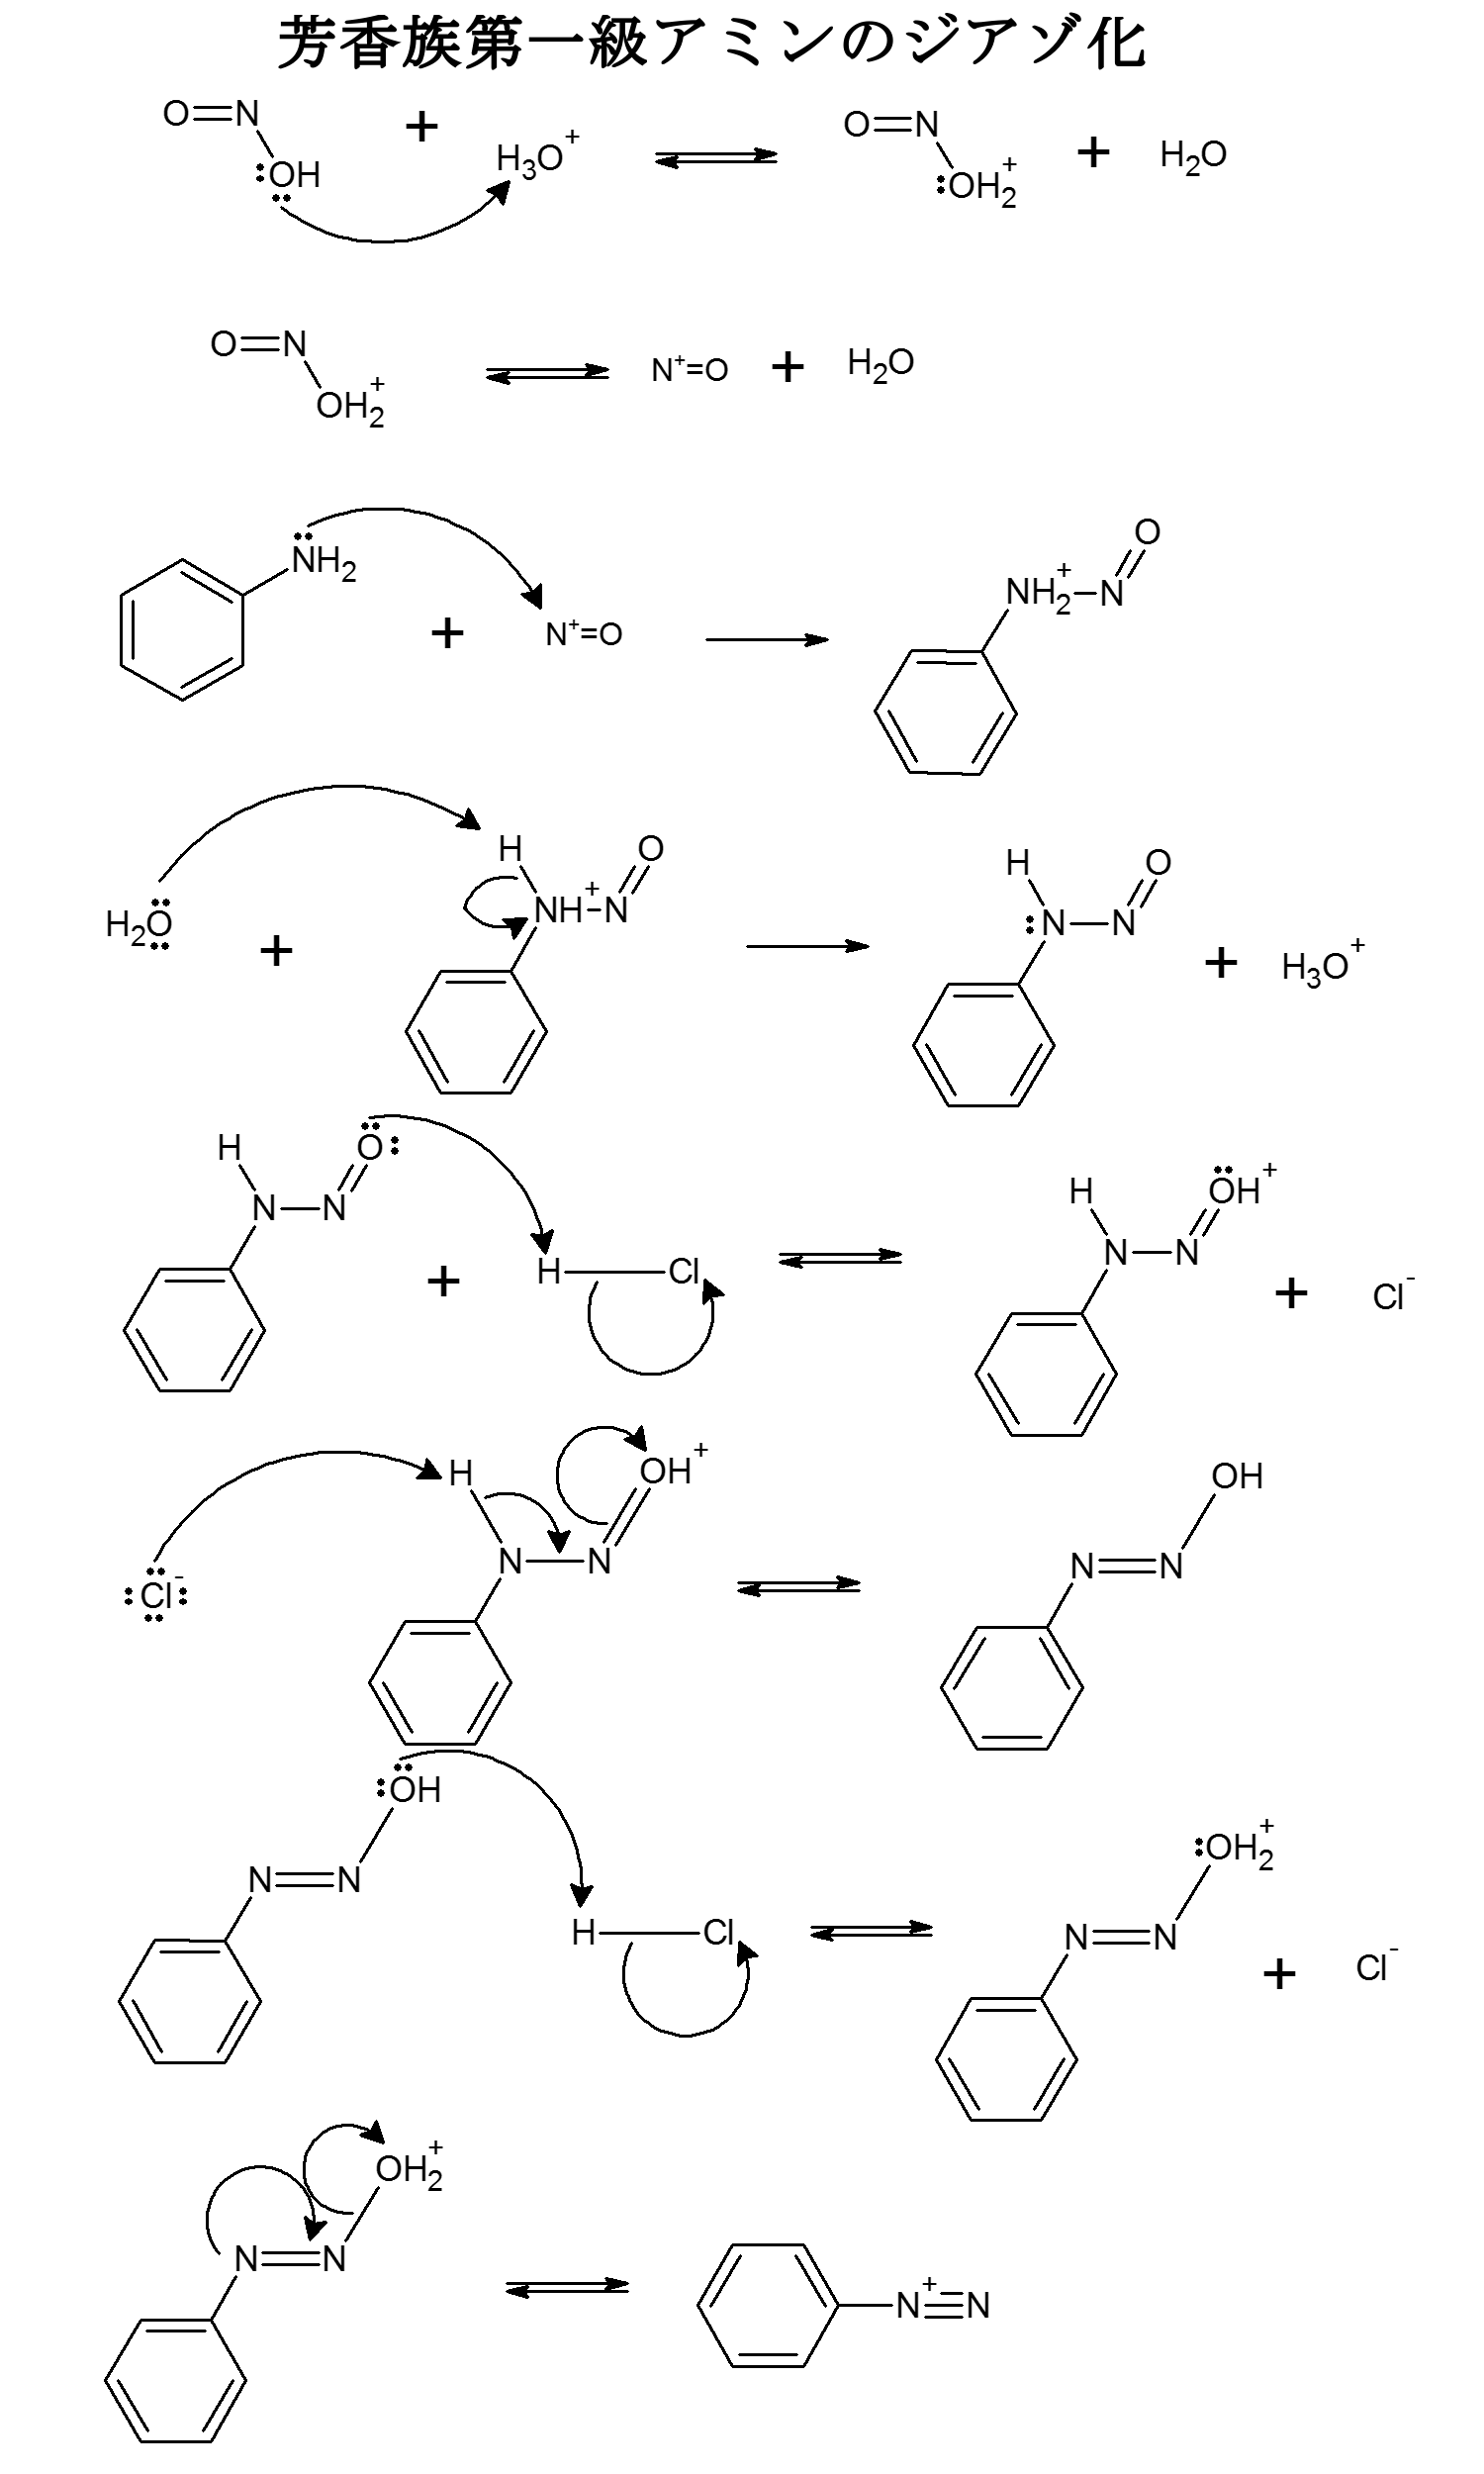 芳香族第一級アミンのジアゾ化
O=N OH + H₃O⁺ ⇌ O=N OH₂⁺ + H₂O
O=N OH₂⁺ ⇌ N⁺=O + H₂O
NH₂ + N⁺=O → NH₂⁺-N=O
H₂O + H NH⁺-N=O → H N-N=O + H₃O⁺
H N-N=O + H-Cl ⇌ H N-N=OH⁺ + Cl⁻
Cl⁻ H N-N=OH⁺ ⇌ N=N OH
N=N OH H-Cl ⇌ N=N OH₂⁺ + Cl⁻
N=N OH₂⁺ ⇌ N⁺≡N